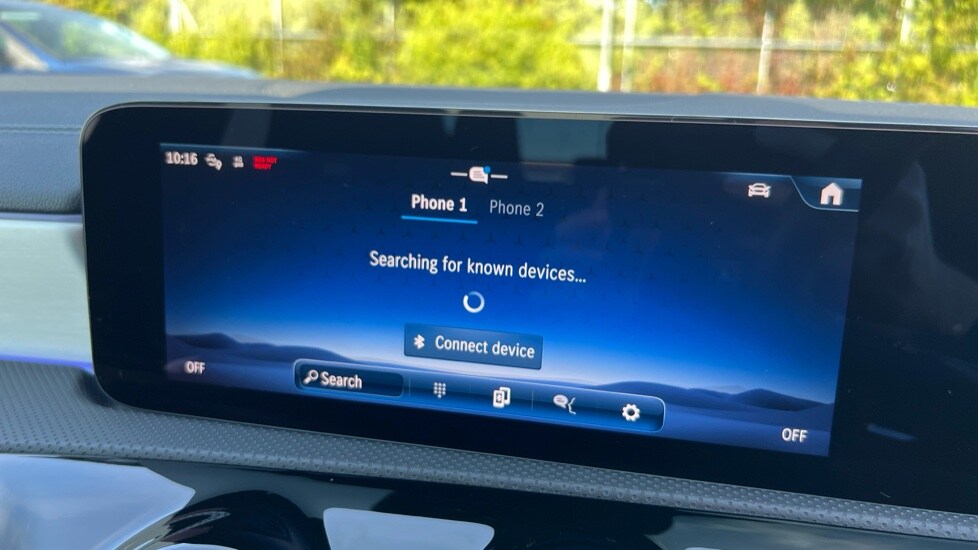 10:16
Phone 1 Phone 2
Searching for known devices...
Connect device
OFF
Search
OFF